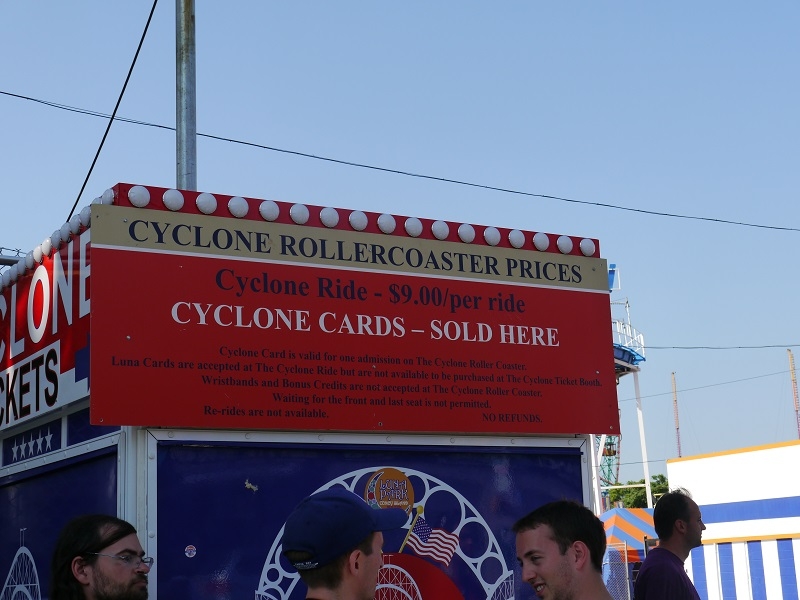 CYCLONE ROLLERCOASTER PRICES
Cyclone Ride - $9.00/per ride
CYCLONE CARDS – SOLD HERE
Cyclone Card is valid for one admission on The Cyclone Roller Coaster.
Luna Cards are accepted at The Cyclone Ride but are not available to be purchased at The Cyclone Ticket Booth.
Wristbands and Bonus Credits are not accepted at The Cyclone Roller Coaster.
Waiting for the front and last seat is not permitted.
Re-rides are not available. NO REFUNDS.
CLONE
KETS
LUNA
PARK